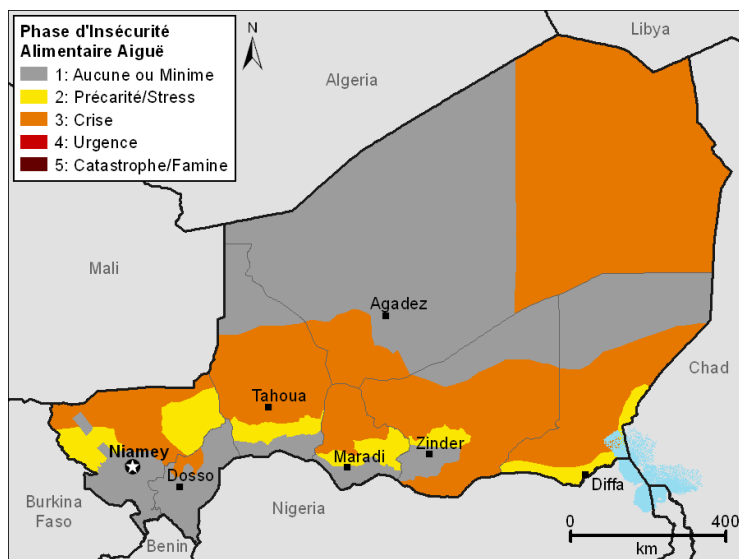 Phase d'Insécurité
Alimentaire Aiguë
1: Aucune ou Minime
2: Précarité/Stress
3: Crise
4: Urgence
5: Catastrophe/Famine
N
Libya
Algeria
Mali
Agadez
Chad
Tahoua
Zinder
Niamey
Maradi
Dosso
Diffa
Burkina
Faso
Nigeria
Benin
0
400
km